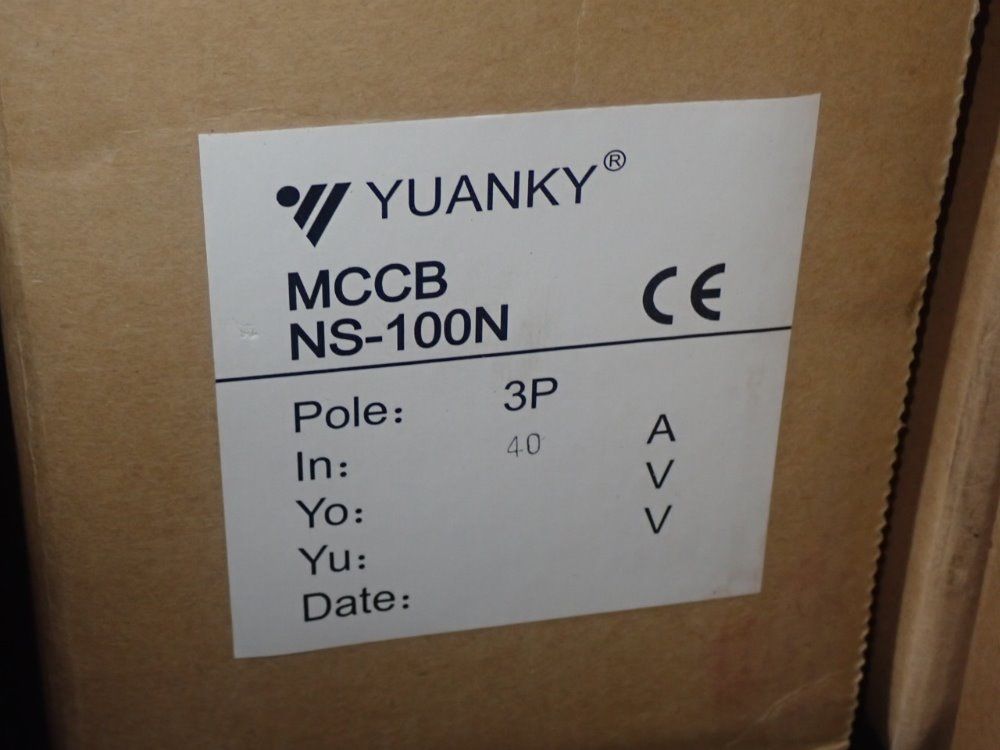 YUANKY®
MCCB
NS-100N
CE
Pole: 3P
In: 40 A
Yo: V
Yu: V
Date: